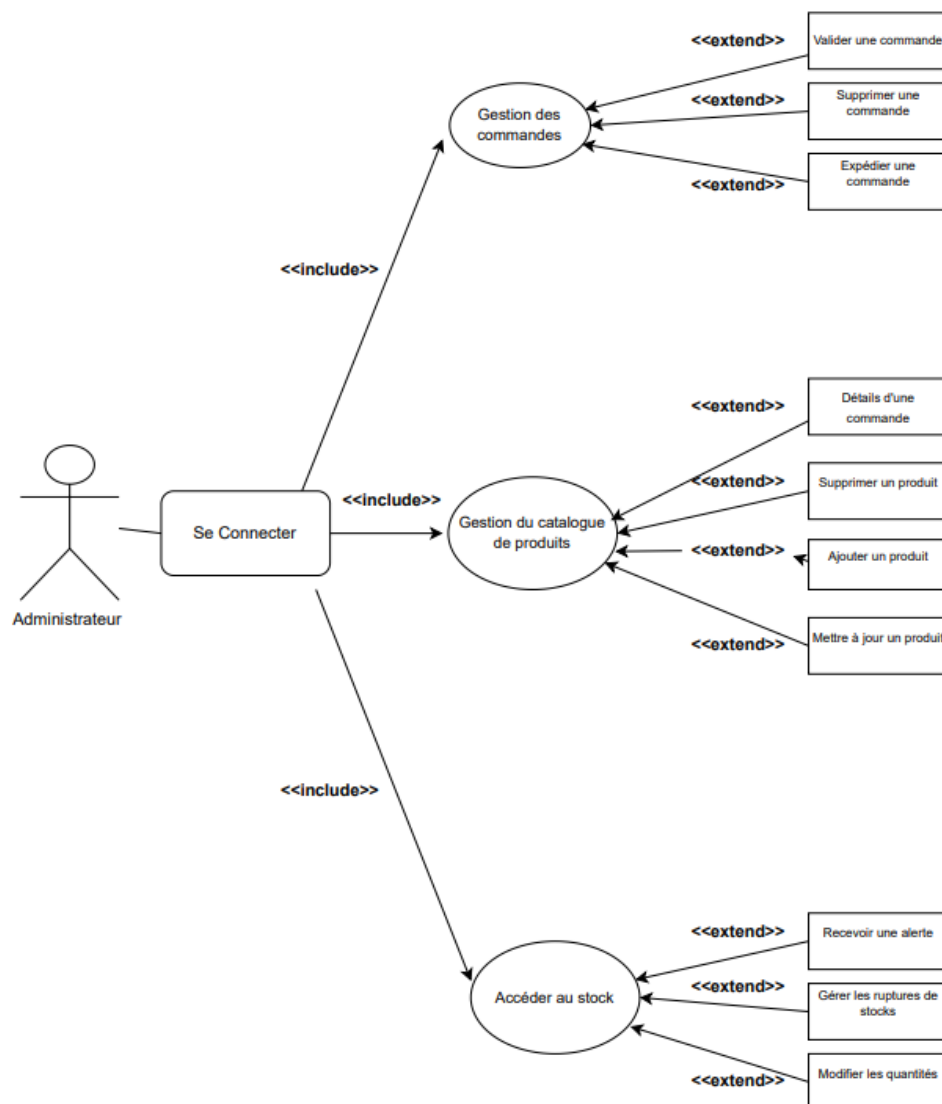 <<extend>>
Valider une commande
Gestion des
commandes
<<extend>>
Supprimer une
commande
<<extend>>
Expédier une
commande
<<include>>
<<extend>>
Détails d'une
commande
<<extend>>
Supprimer un produit
Se Connecter
<<include>>
Gestion du catalogue
de produits
<<extend>>
Ajouter un produit
Administrateur
<<extend>>
Mettre à jour un produit
<<include>>
<<extend>>
Recevoir une alerte
Accéder au stock
<<extend>>
Gérer les ruptures de
stocks
<<extend>>
Modifier les quantités